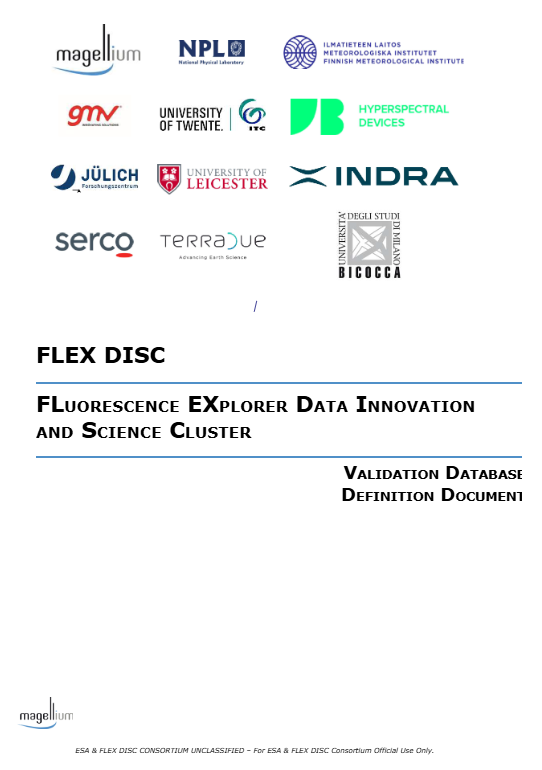 magellium
NPL
National Physical Laboratory
ILMATIETEEN LAITOS
METEOROLOGISKA INSTITUTET
FINNISH METEOROLOGICAL INSTITUTE
gmv
INNOVATING SOLUTIONS
UNIVERSITY
OF TWENTE.
ITC
HYPERSPECTRAL
DEVICES
JÜLICH
Forschungszentrum
UNIVERSITY OF
LEICESTER
INDRA
serco
TERRADUE
Advancing Earth Science
UNIVERSITA' DEGLI STUDI DI MILANO
BICOCCA
/
FLEX DISC
FLUORESCENCE EXPLORER DATA INNOVATION
AND SCIENCE CLUSTER
VALIDATION DATABASE
DEFINITION DOCUMENT
magellium
ESA & FLEX DISC CONSORTIUM UNCLASSIFIED – For ESA & FLEX DISC Consortium Official Use Only.